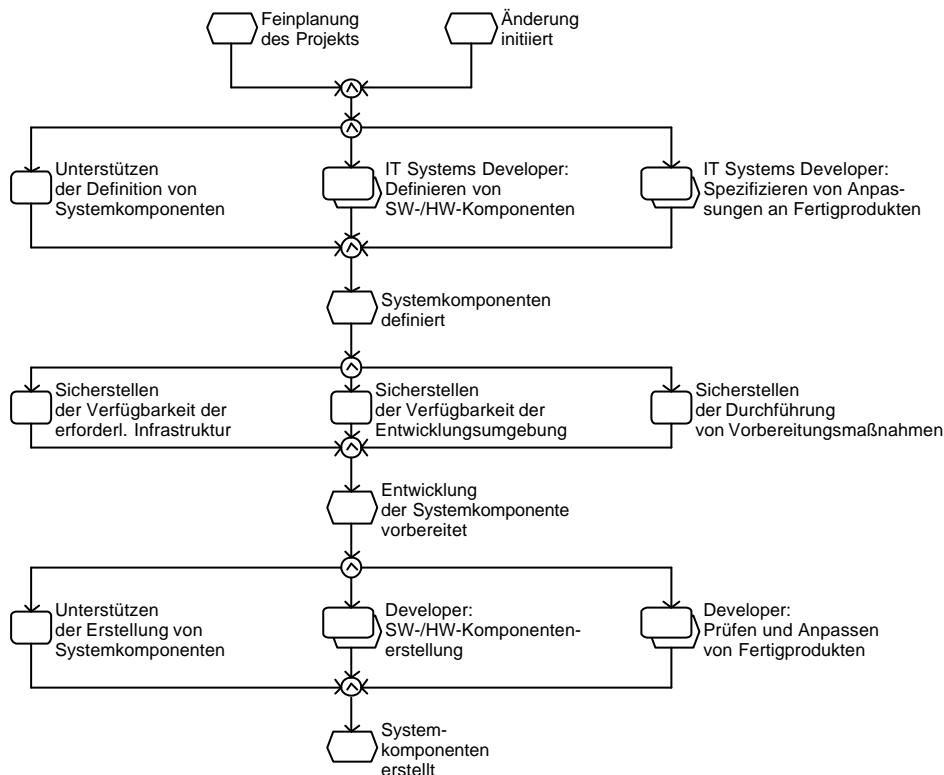 Feinplanung
des Projekts
Änderung
initiiert
Unterstützen
der Definition von
Systemkomponenten
IT Systems Developer:
Definieren von
SW-/HW-Komponenten
IT Systems Developer:
Spezifizieren von Anpas-
sungen an Fertigprodukten
Systemkomponenten
definiert
Sicherstellen
der Verfügbarkeit der
erforderl. Infrastruktur
Sicherstellen
der Verfügbarkeit der
Entwicklungsumgebung
Sicherstellen
der Durchführung
von Vorbereitungsmaßnahmen
Entwicklung
der Systemkomponente
vorbereitet
Unterstützen
der Erstellung von
Systemkomponenten
Developer:
SW-/HW-Komponenten-
erstellung
Developer:
Prüfen und Anpassen
von Fertigprodukten
System-
komponenten
erstellt